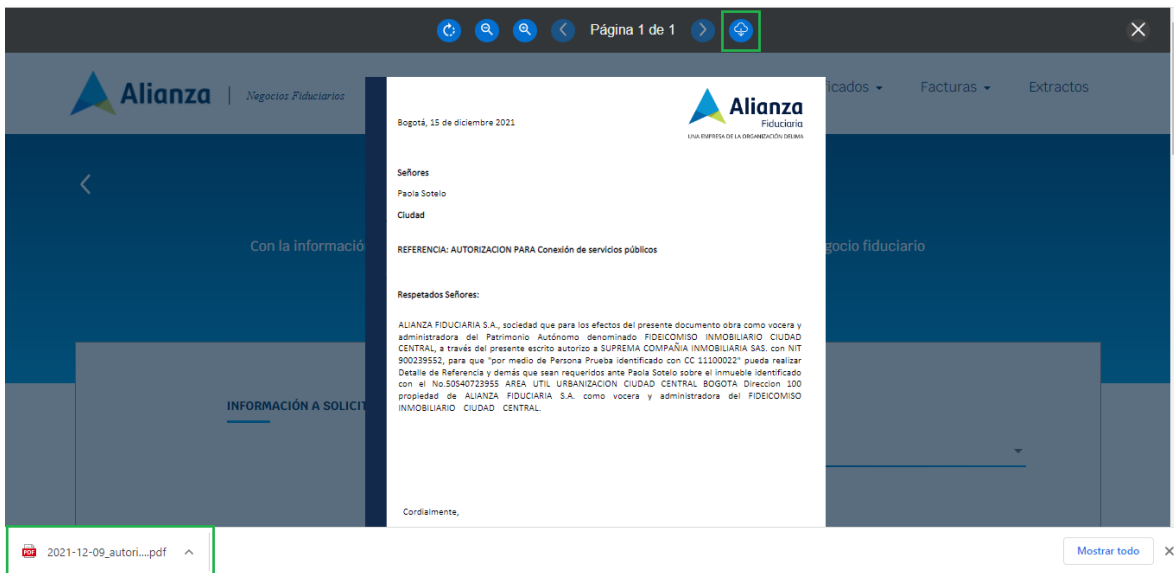 Página 1 de 1
Alianza | Negocios Fiduciarios
icados
Facturas
Extractos
Alianza
Fiduciaria
UNA EMPRESA DE LA ORGANIZACIÓN DELIMA
Bogotá, 15 de diciembre 2021
Señores
Paola Sotelo
Ciudad
Con la informació
gocio fiduciario
REFERENCIA: AUTORIZACION PARA Conexión de servicios públicos
Respetados Señores:
ALIANZA FIDUCIARIA S.A., sociedad que para los efectos del presente documento obra como vocera y
administradora del Patrimonio Autónomo denominado FIDEICOMISO INMOBILIARIO CIUDAD
CENTRAL, a través del presente escrito autorizo a SUPREMA COMPAÑIA INMOBILIARIA SAS. con NIT
900239552, para que "por medio de Persona Prueba identificado con CC 11100022" pueda realizar
Detalle de Referencia y demás que sean requeridos ante Paola Sotelo sobre el inmueble identificado
con el No.50S40723955 AREA UTIL URBANIZACION CIUDAD CENTRAL BOGOTA Direccion 100
propiedad de ALIANZA FIDUCIARIA S.A. como vocera y administradora del FIDEICOMISO
INMOBILIARIO CIUDAD CENTRAL.
INFORMACIÓN A SOLICIT
Cordialmente,
2021-12-09_autori....pdf
Mostrar todo